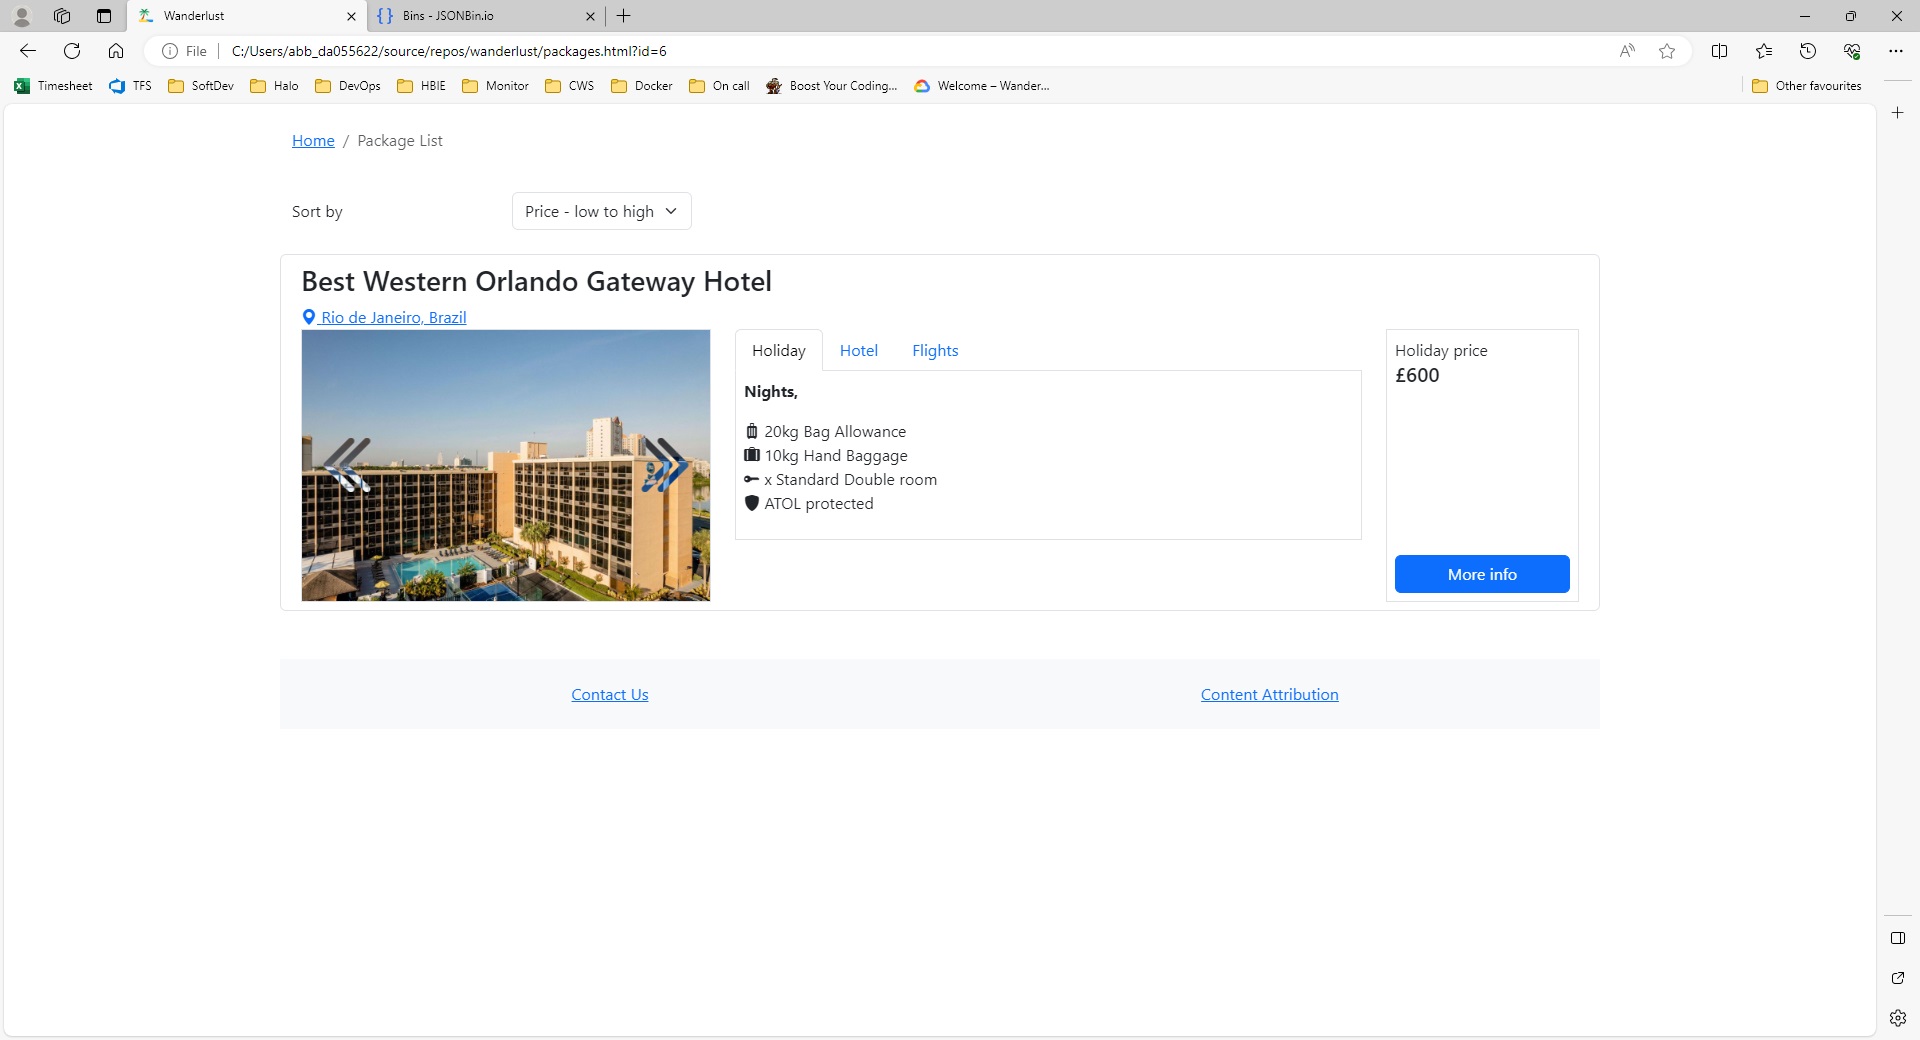 Wanderlust
Bins - JSONBin.io
File
C:/Users/abb_da055622/source/repos/wanderlust/packages.html?id=6
Timesheet
TFS
SoftDev
Halo
DevOps
HBIE
Monitor
CWS
Docker
On call
Boost Your Coding...
Welcome – Wander...
Other favourites
Home / Package List
Sort by
Price - low to high
Best Western Orlando Gateway Hotel
Rio de Janeiro, Brazil
Holiday
Hotel
Flights
Nights,
20kg Bag Allowance
10kg Hand Baggage
x Standard Double room
ATOL protected
Holiday price
£600
More info
Contact Us
Content Attribution